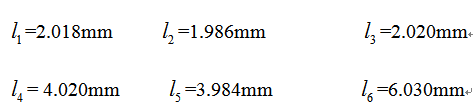 l₁=2.018mm l₂=1.986mm l₃=2.020mm
l₄= 4.020mm l₅=3.984mm l₆=6.030mm